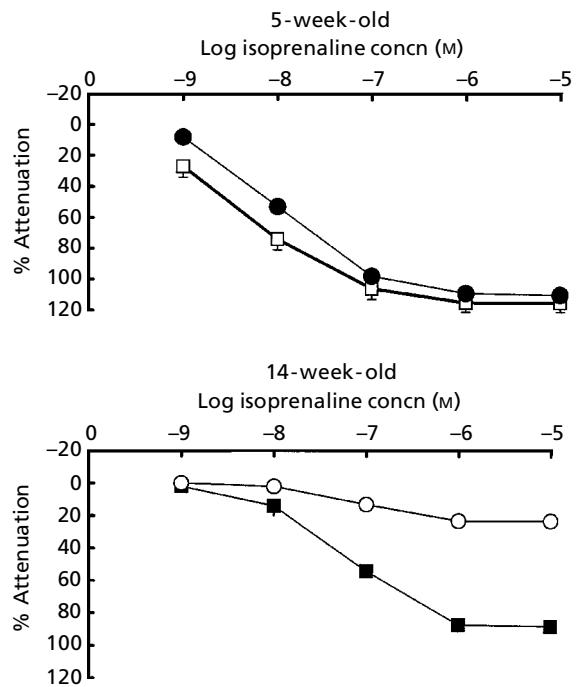 5-week-old
Log isoprenaline concn (M)
0 –9 –8 –7 –6 –5
–20
0
20
40
60
80
100
120
% Attenuation
14-week-old
Log isoprenaline concn (M)
0 –9 –8 –7 –6 –5
–20
0
20
40
60
80
100
120
% Attenuation